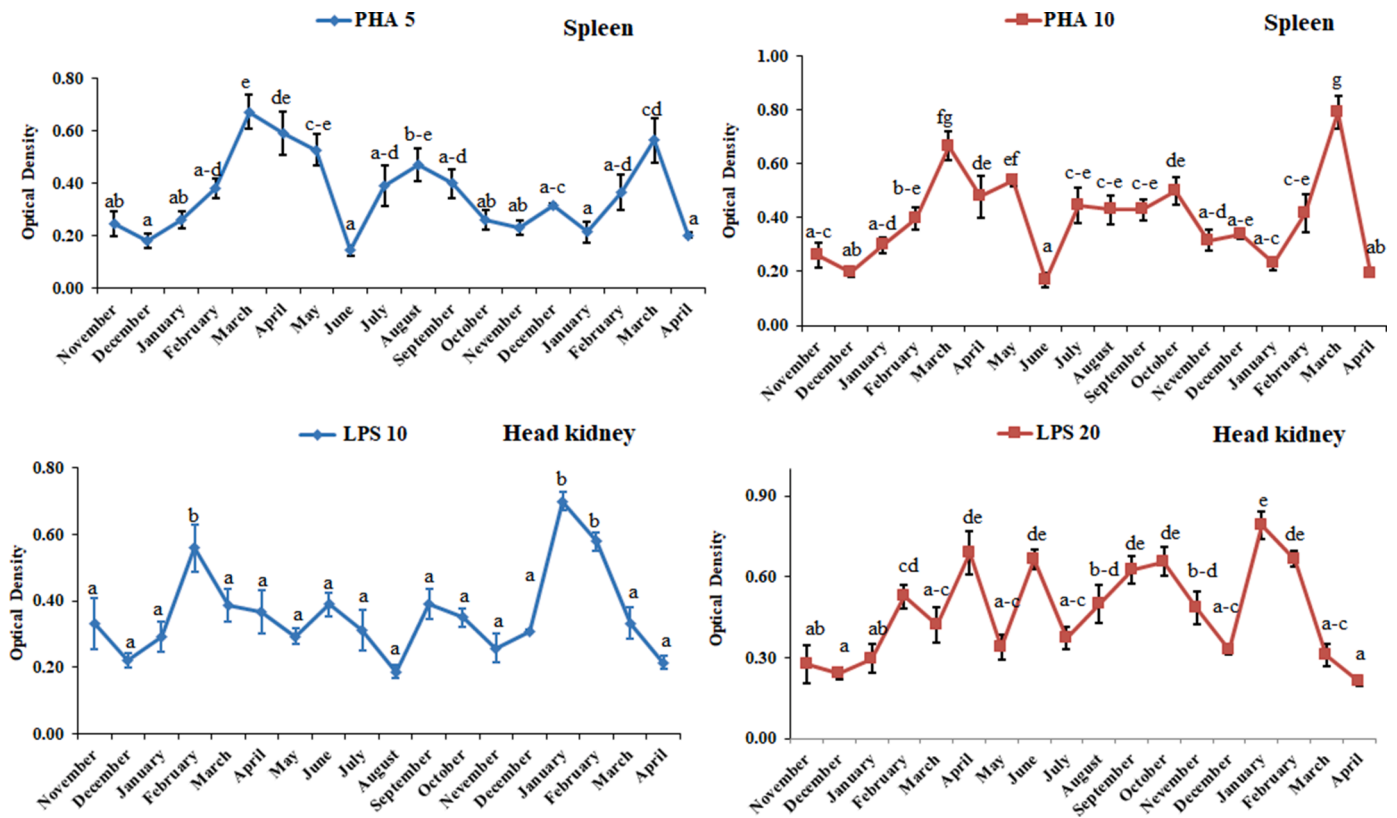 PHA 5
Spleen
Optical Density
0.80
0.60
0.40
0.20
0.00
ab
a
ab
a-d
e
de
c-e
a
a-d
b-e
a-d
ab
ab
a-c
a
a-d
cd
a
November
December
January
February
March
April
May
June
July
August
September
October
Nevember
December
January
February
March
April
PHA 10
Spleen
Optical Density
1.00
0.80
0.60
0.40
0.20
0.00
a-c
ab
a-d
b-e
fg
de
ef
a
c-e
c-e
c-e
de
a-d
a-e
a-c
c-e
g
ab
November
December
January
February
March
April
May
June
July
August
September
October
Nevember
December
January
February
March
April
LPS 10
Head kidney
Optical Density
0.80
0.60
0.40
0.20
0.00
a
a
a
b
a
a
a
a
a
a
a
a
a
a
b
b
a
a
November
December
January
February
March
April
May
June
July
August
September
October
Nevember
December
January
February
March
April
LPS 20
Head kidney
Optical Density
0.90
0.60
0.30
0.00
ab
a
ab
cd
a-c
de
a-c
de
a-c
b-d
de
de
b-d
a-c
e
de
a-c
a
November
December
January
February
March
April
May
June
July
August
September
October
Nevember
December
January
February
March
April